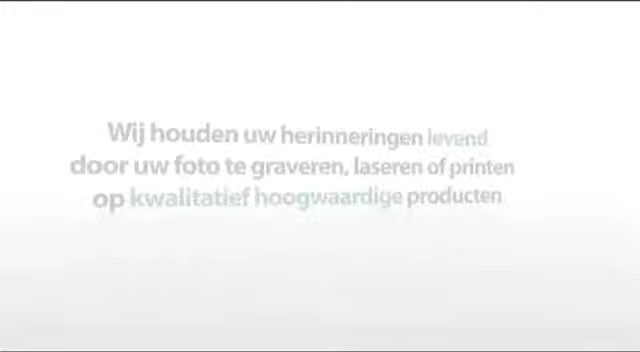 Wij houden uw herinneringen levend
door uw foto te graveren, laseren of printen
op kwalitatief hoogwaardige producten